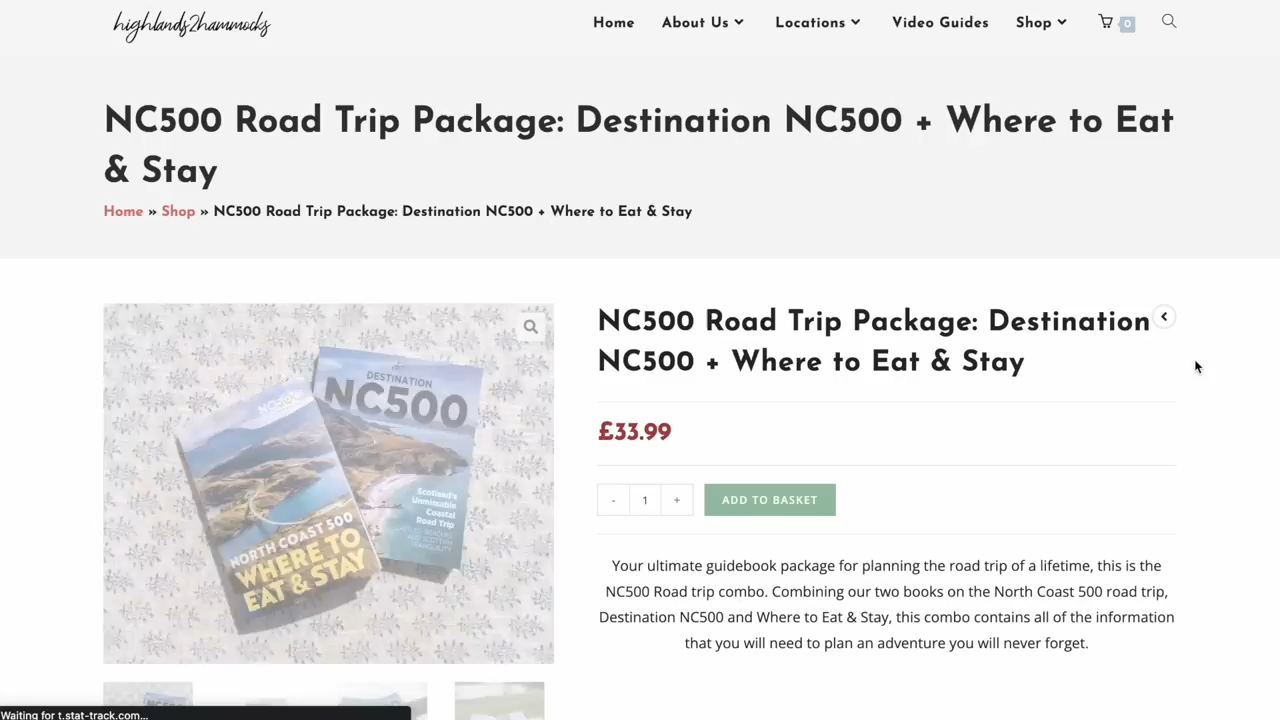 highlands2hammocks
Home About Us Locations Video Guides Shop 0
NC500 Road Trip Package: Destination NC500 + Where to Eat
& Stay
Home » Shop » NC500 Road Trip Package: Destination NC500 + Where to Eat & Stay
DESTINATION
NC500
Scotland's
Unmissable
Coastal
Road Trip
NORTH COAST 500
WHERE TO
EAT & STAY
NC500 Road Trip Package: Destination
NC500 + Where to Eat & Stay
£33.99
- 1 + ADD TO BASKET
Your ultimate guidebook package for planning the road trip of a lifetime, this is the
NC500 Road trip combo. Combining our two books on the North Coast 500 road trip,
Destination NC500 and Where to Eat & Stay, this combo contains all of the information
that you will need to plan an adventure you will never forget.
Waiting for t.stat-track.com...